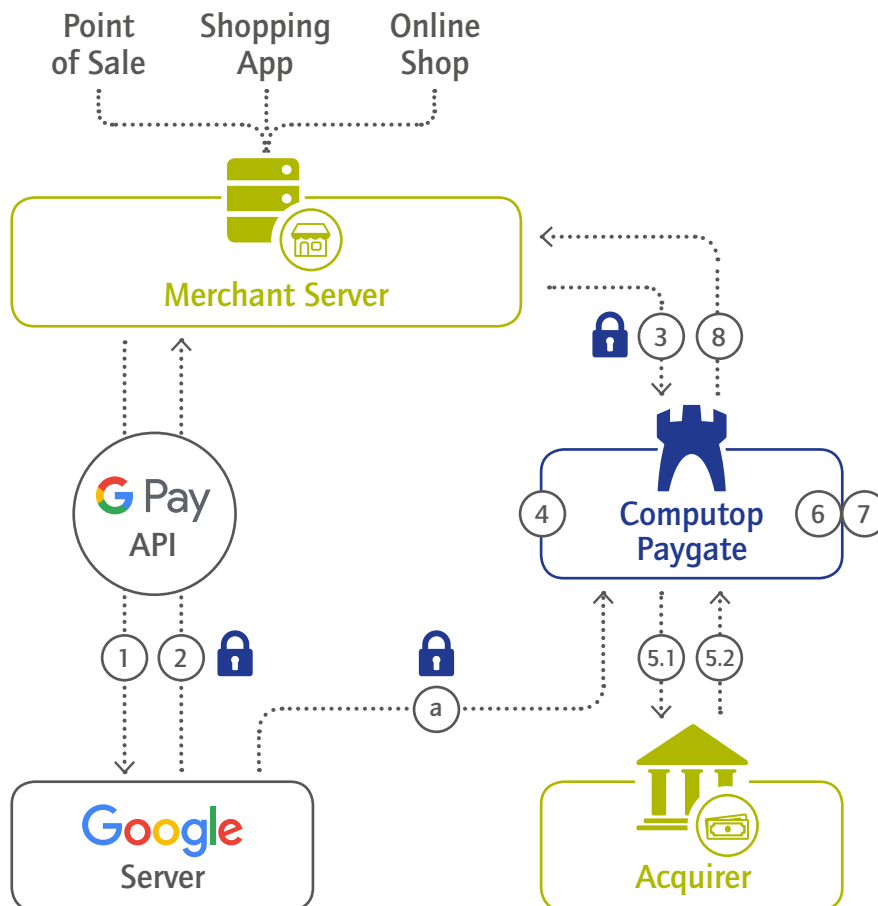 Point of Sale
Shopping App
Online Shop
Merchant Server
3
8
G Pay
API
4
Computop
Paygate
6
7
1
2
5.1
5.2
a
Google
Server
Acquirer